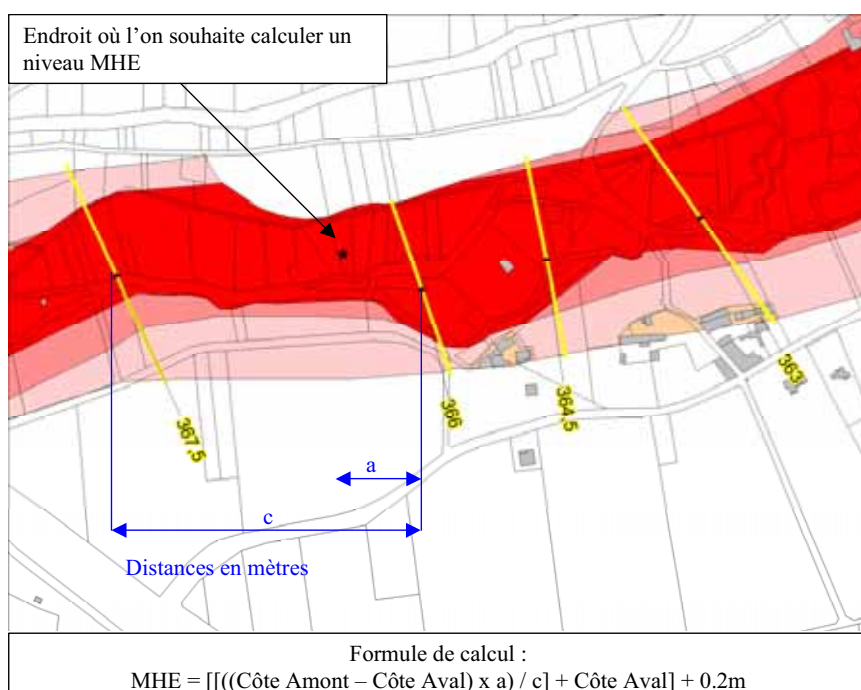 Endroit où l'on souhaite calculer un
niveau MHE
367,5
366
364,5
363
a
c
Distances en mètres
Formule de calcul :
MHE = [[((Côte Amont – Côte Aval) x a) / c] + Côte Aval] + 0.2m